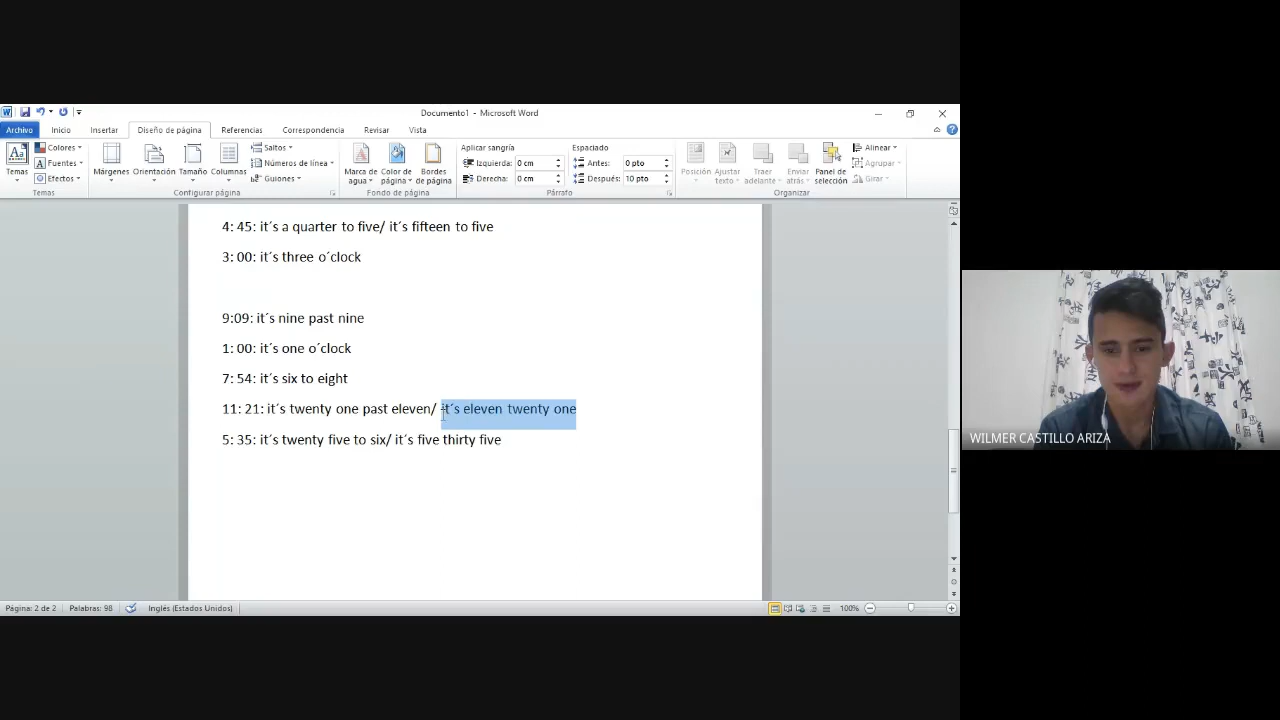 Documento1 - Microsoft Word
Archivo Inicio Insertar Diseño de página Referencias Correspondencia Revisar Vista
Aa Temas Colores Fuentes Efectos Temas
Márgenes Orientación Tamaño Columnas Saltos Números de línea Guiones Configurar página
Marca de agua Color de página Bordes de página Fondo de página
Aplicar sangría Izquierda: 0 cm Derecha: 0 cm Espaciado Antes: 0 pto Después: 10 pto Párrafo
Posición Ajustar texto Traer adelante Enviar atrás Panel de selección Alinear Agrupar Girar Organizar
4: 45: it´s a quarter to five/ it´s fifteen to five
3: 00: it´s three o´clock
9:09: it´s nine past nine
1: 00: it´s one o´clock
7: 54: it´s six to eight
11: 21: it´s twenty one past eleven/ it´s eleven twenty one
5: 35: it´s twenty five to six/ it´s five thirty five
WILMER CASTILLO ARIZA
Página: 2 de 2 Palabras: 98 Inglés (Estados Unidos) 100%